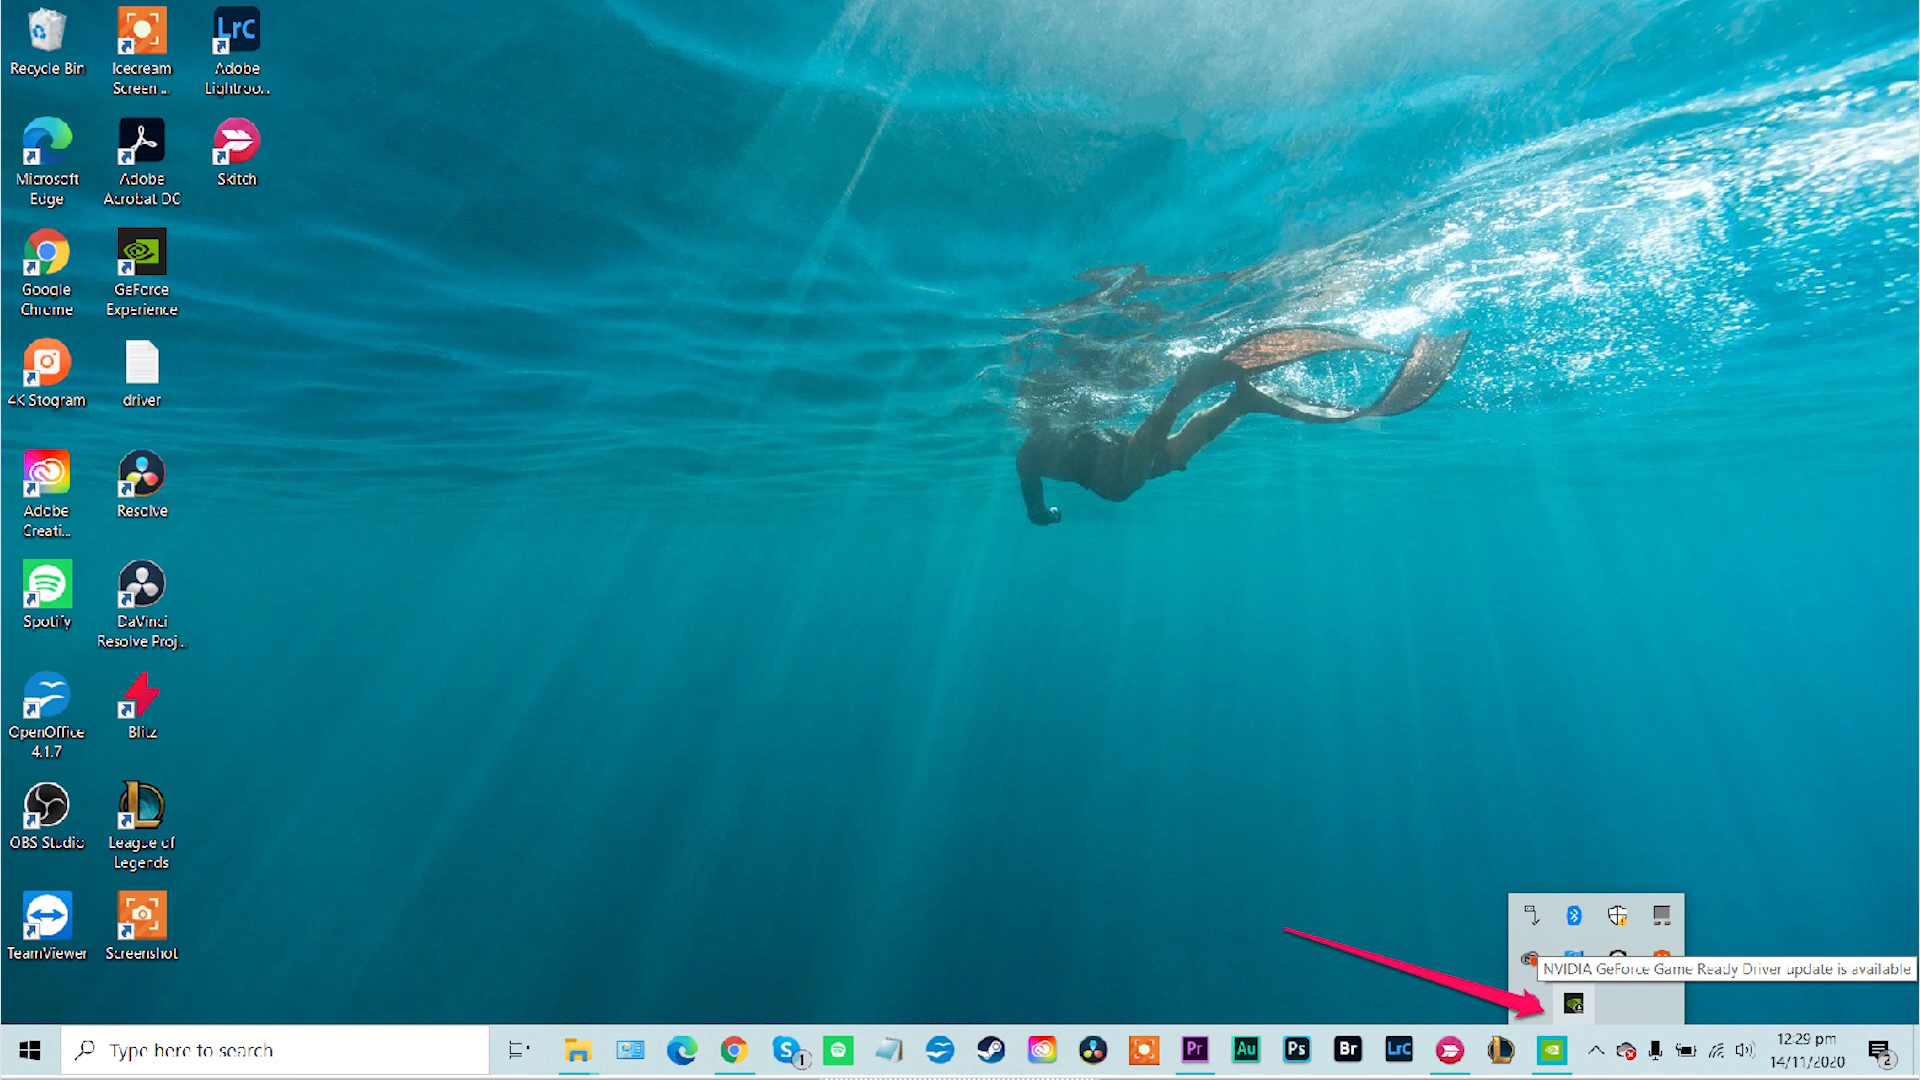 Recycle Bin
Icecream
Screen ...
Lrc
Adobe
Lightroo...
Microsoft
Edge
Adobe
Acrobat DC
Skitch
Google
Chrome
GeForce
Experience
4K Stogram
driver
Adobe
Creati...
Resolve
Spotify
DaVinci
Resolve Proj...
OpenOffice
4.1.7
Blitz
OBS Studio
League of
Legends
TeamViewer
Screenshot
NVIDIA GeForce Game Ready Driver update is available
Type here to search
S
1
Pr
Au
Ps
Br
LrC
12:29 pm
14/11/2020
2